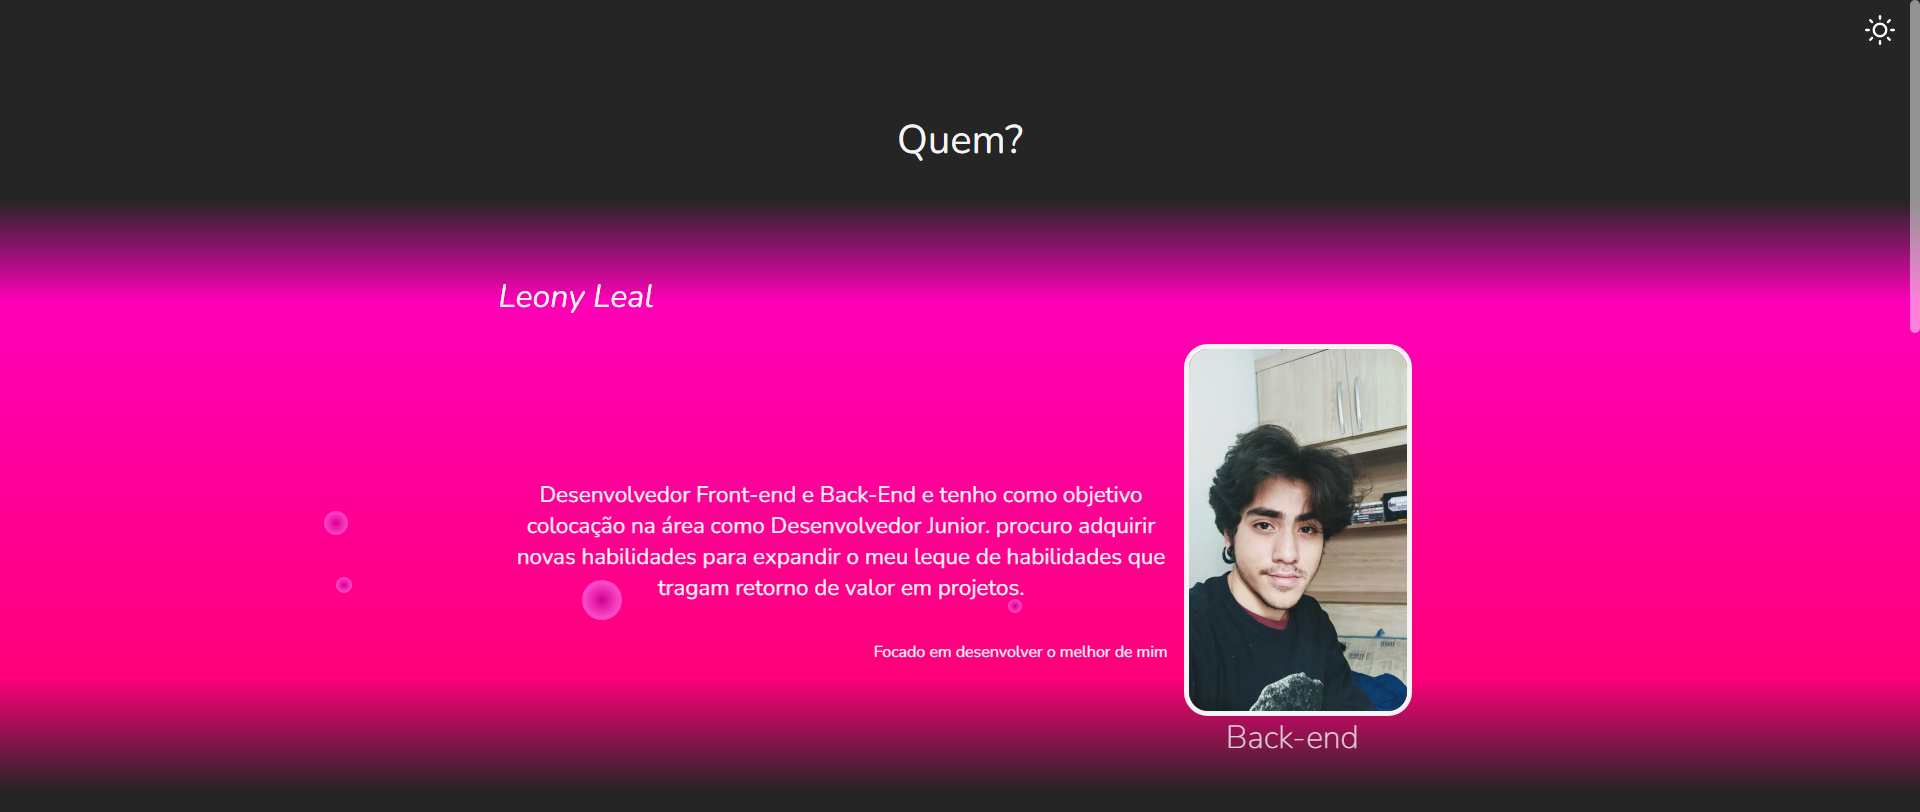 Quem?
Leony Leal
Desenvolvedor Front-end e Back-End e tenho como objetivo
colocação na área como Desenvolvedor Junior. procuro adquirir
novas habilidades para expandir o meu leque de habilidades que
tragam retorno de valor em projetos.
Focado em desenvolver o melhor de mim
Back-end